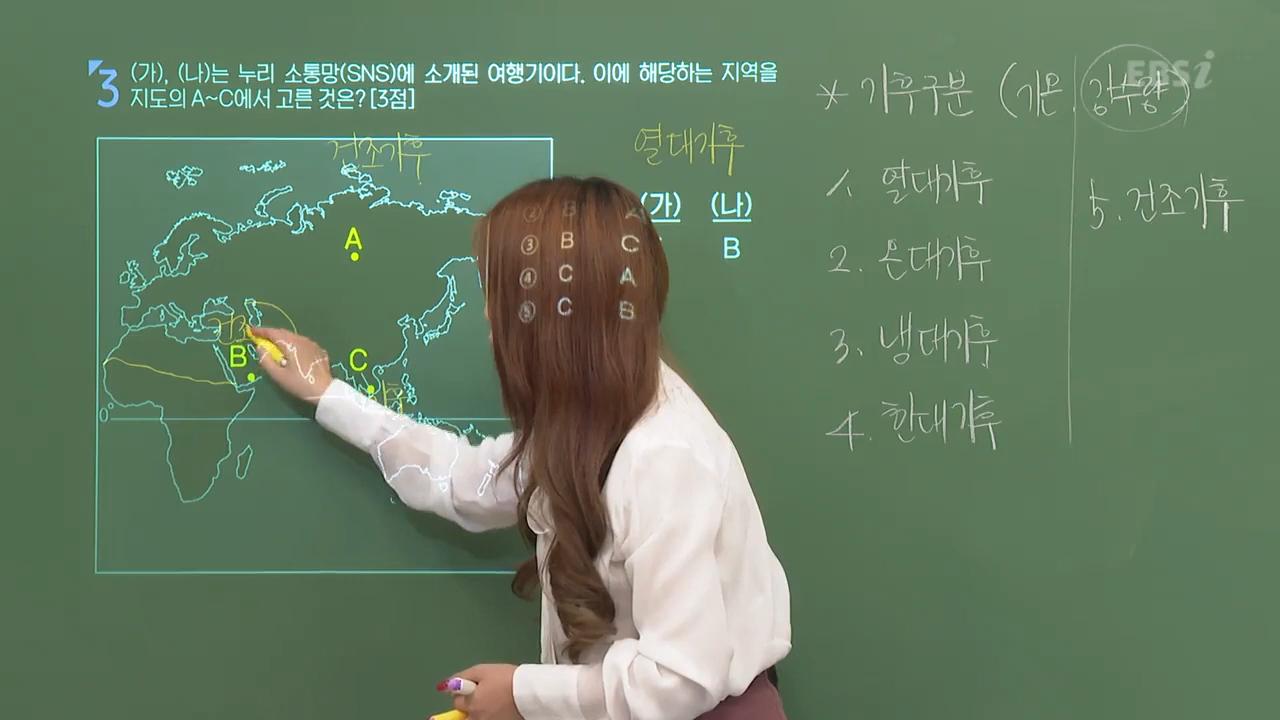 3 (가), (나)는 누리 소통망(SNS)에 소개된 여행기이다. 이에 해당하는 지역을
지도의 A~C에서 고른 것은? [3점]
건조기후
열대기후
(가) (나)
B
② B A
③ B C
④ C A
⑤ C B
A
B
C
0°
* 기후구분 (기온, 강수량)
1. 열대기후
2. 온대기후
3. 냉대기후
4. 한대기후
5. 건조기후
EBSi